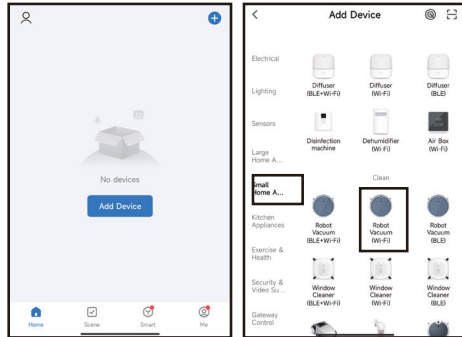 No devices
Add Device
Home
Scene
Smart
Me
Add Device
Electrical
Lighting
Sensors
Large
Home A...
Small
Home A...
Kitchen
Appliances
Exercise &
Health
Security &
Video Su...
Gateway
Control
Diffuser
(BLE+Wi-Fi)
Diffuser
(Wi-Fi)
Diffuser
(BLE)
Disinfection
machine
Dehumidifier
(Wi-Fi)
Air Box
(Wi-Fi)
Clean
Robot
Vacuum
(BLE+Wi-Fi)
Robot
Vacuum
(Wi-Fi)
Robot
Vacuum
(BLE)
Window
Cleaner
(BLE+Wi-Fi)
Window
Cleaner
(Wi-Fi)
Window
Cleaner
(BLE)